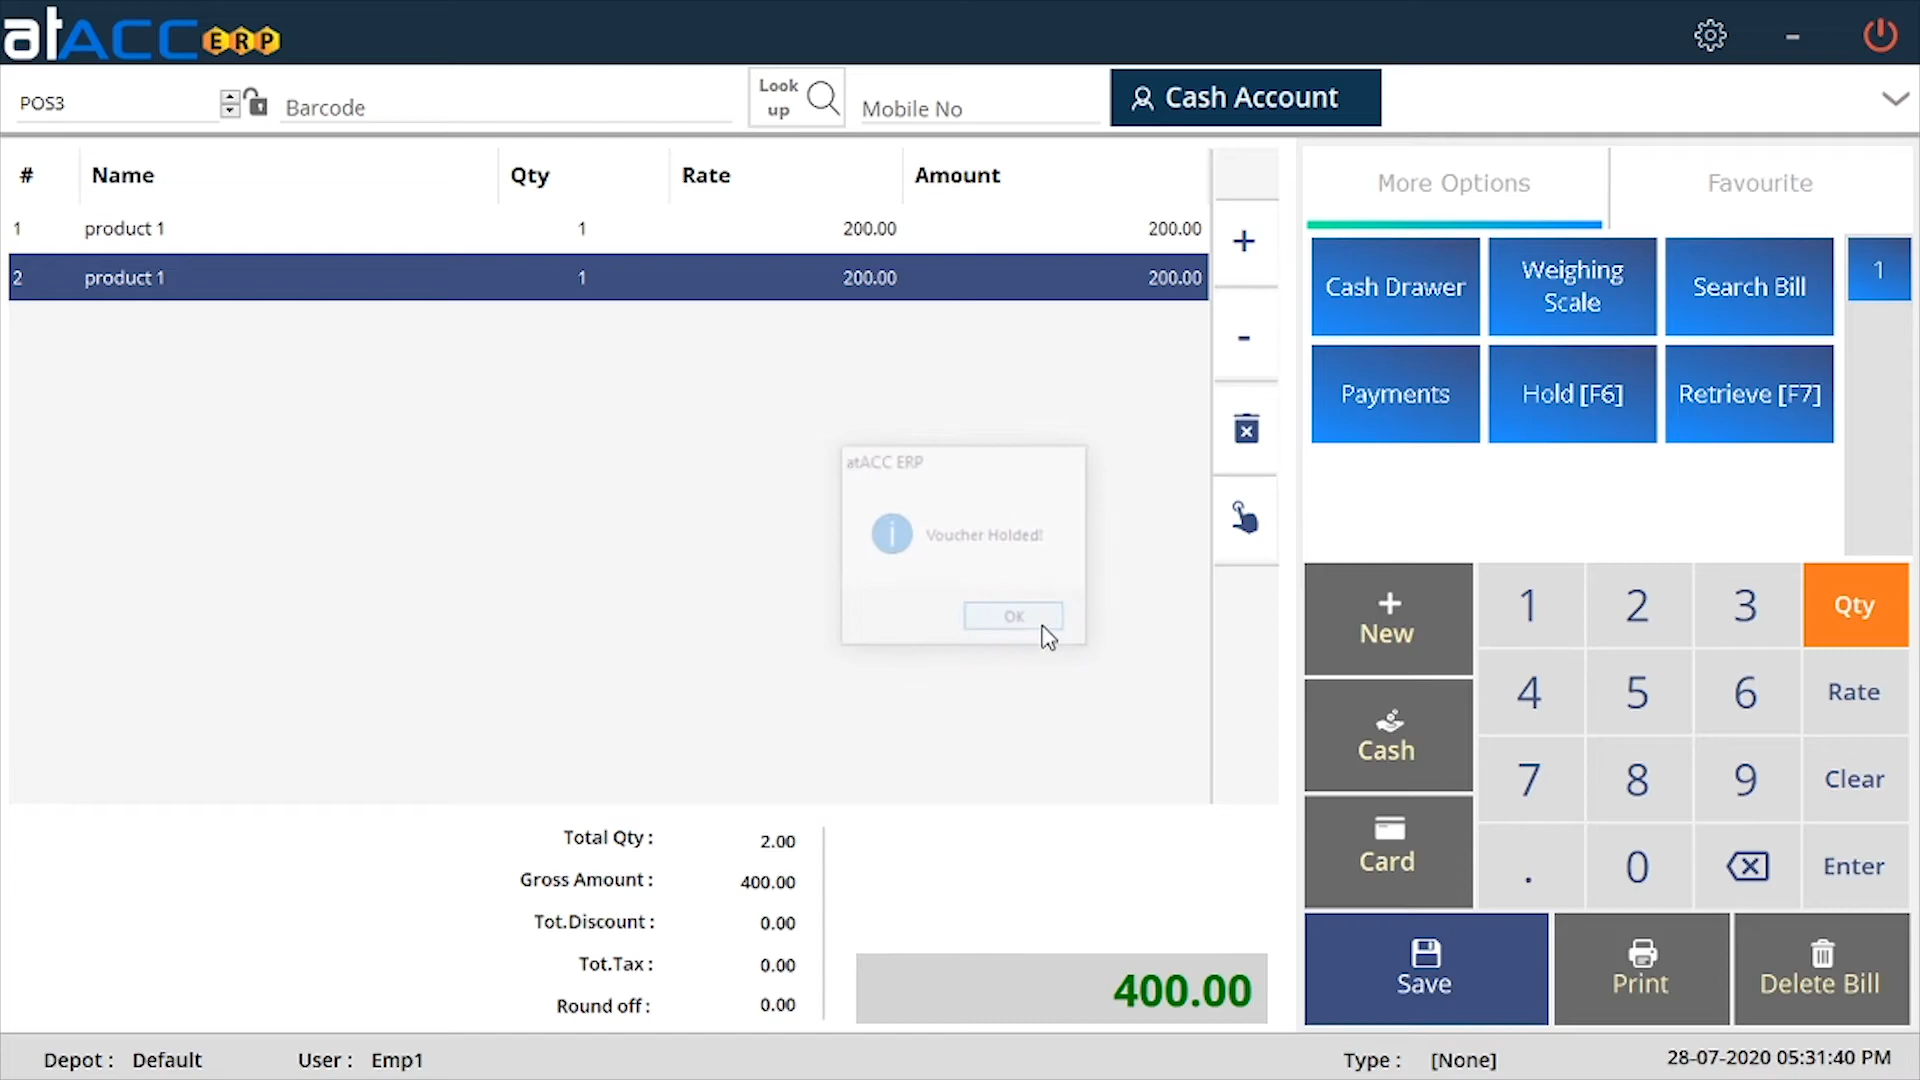 atACC ERP
POS3
Barcode
Look up
Mobile No
Cash Account
# Name Qty Rate Amount
1 product 1 1 200.00 200.00
2 product 1 1 200.00 200.00
+
-
More Options Favourite
Cash Drawer
Weighing Scale
Search Bill
1
Payments
Hold [F6]
Retrieve [F7]
atACC ERP
Voucher Holded!
OK
New
Cash
Card
1 2 3 Qty
4 5 6 Rate
7 8 9 Clear
. 0 Enter
Total Qty : 2.00
Gross Amount : 400.00
Tot.Discount : 0.00
Tot.Tax : 0.00
Round off : 0.00
400.00
Save
Print
Delete Bill
Depot : Default User : Emp1 Type : [None] 28-07-2020 05:31:40 PM